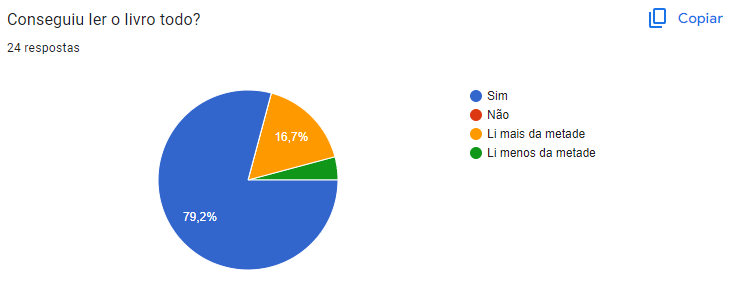 Conseguiu ler o livro todo?
Copiar
24 respostas
Sim
Não
Li mais da metade
Li menos da metade
16,7%
79,2%